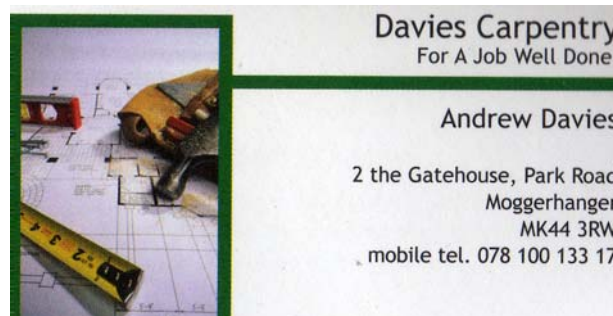 Davies Carpentry
For A Job Well Done
Andrew Davies
2 the Gatehouse, Park Road
Moggerhanger
MK44 3RW
mobile tel. 078 100 133 17